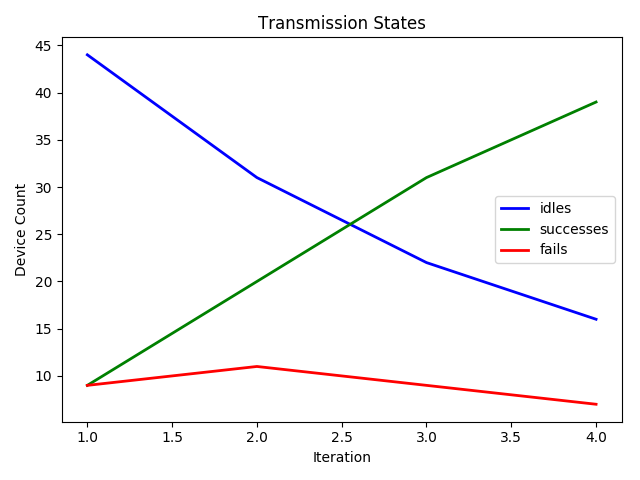 Transmission States
Device Count
45
40
35
30
25
20
15
10
idles
successes
fails
1.0 1.5 2.0 2.5 3.0 3.5 4.0
Iteration